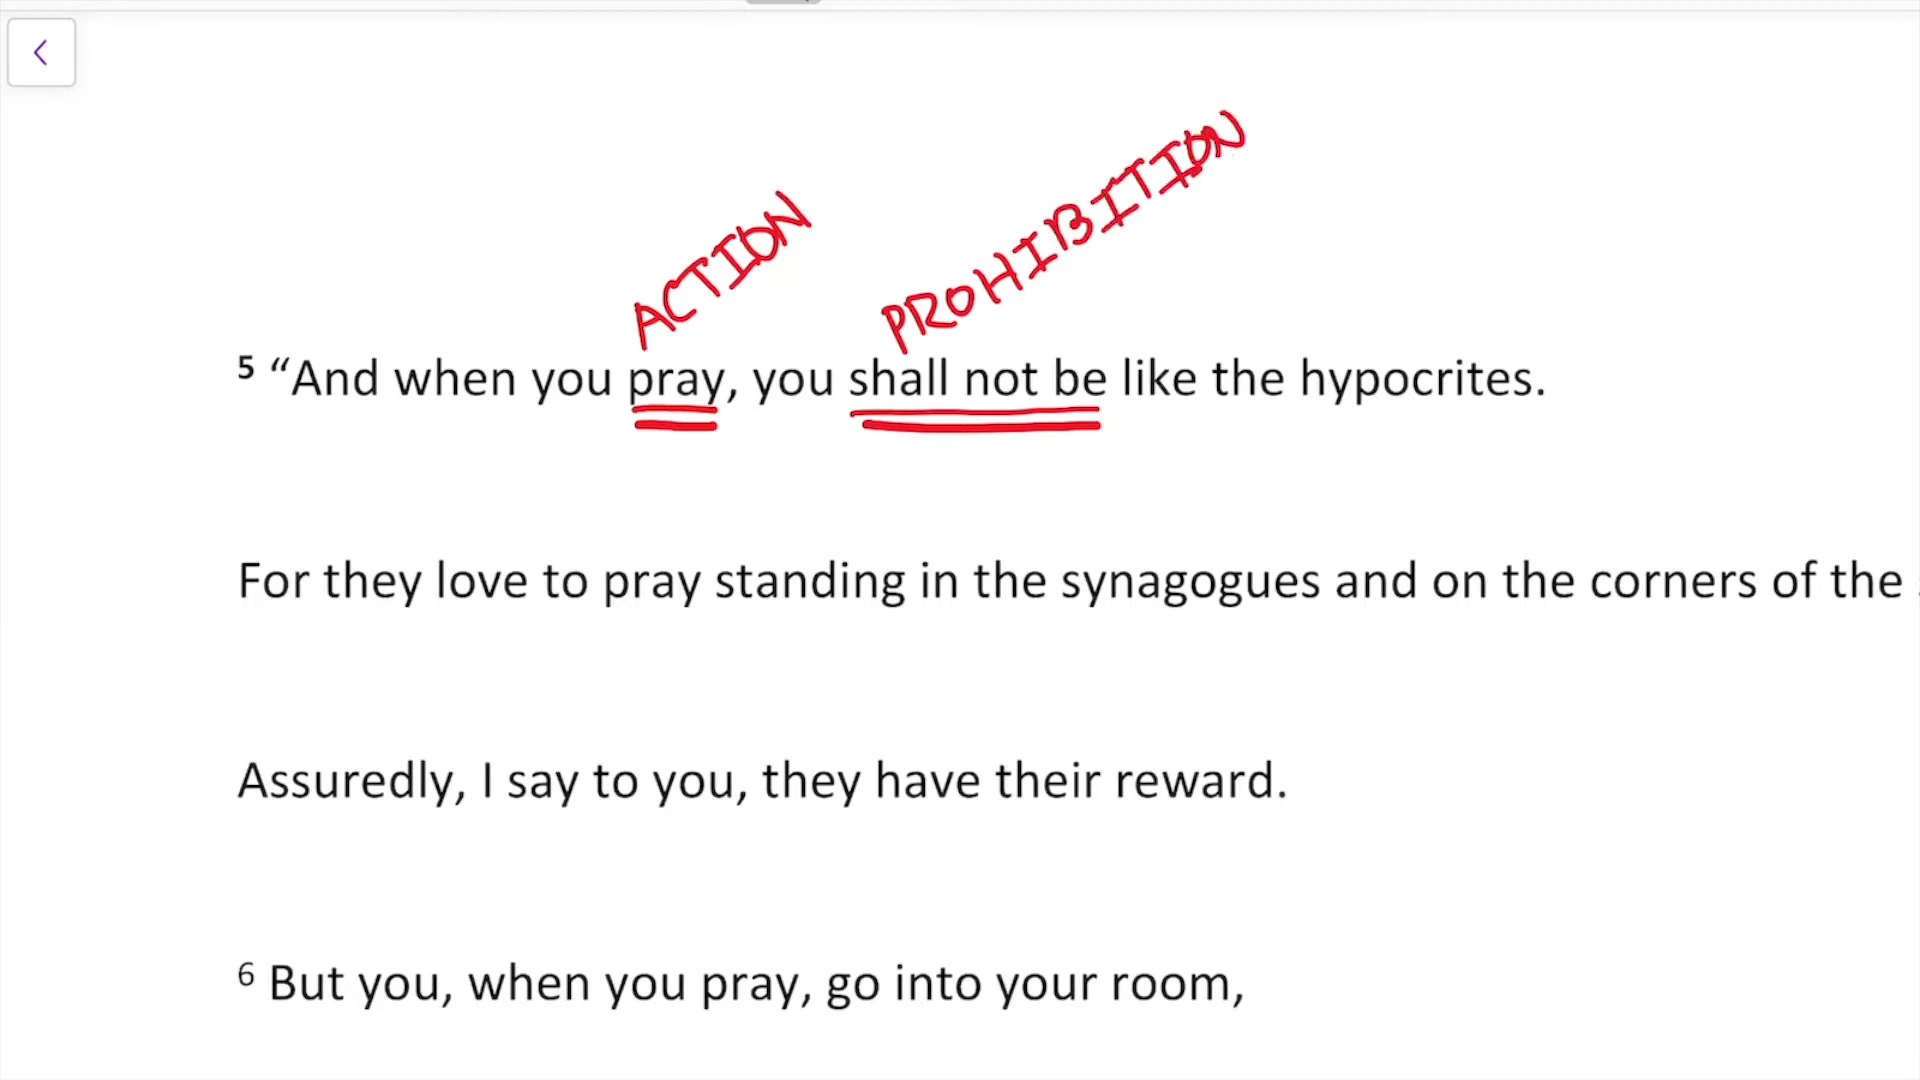 ACTION PROHIBITION
5 “And when you pray, you shall not be like the hypocrites.
For they love to pray standing in the synagogues and on the corners of the
Assuredly, I say to you, they have their reward.
6 But you, when you pray, go into your room,